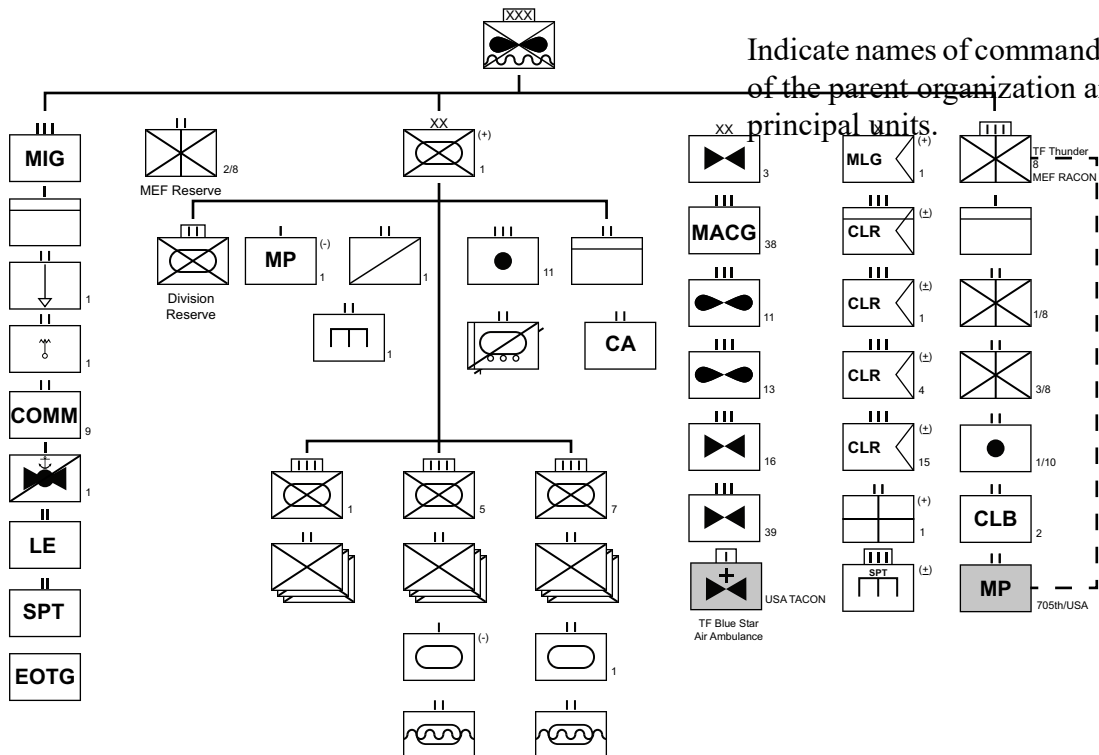 XXX
Indicate names of command
of the parent organization a
principal units.
III
MIG
I
II
1
II
1
II
COMM
9
I
1
II
LE
II
SPT
EOTG
II
2/8
MEF Reserve
XX
(+)
1
III
Division
Reserve
I
MP
(-)
1
II
1
III
11
II
II
1
II
II
CA
III
1
III
5
III
7
II
II
II
I
(-)
II
1
II
II
XX
3
III
MACG
38
III
11
III
13
III
16
III
39
I
USA TACON
TF Blue Star
Air Ambulance
X
MLG
(+)
1
III
CLR
(±)
III
CLR
(±)
1
III
CLR
(±)
4
III
CLR
(±)
15
II
(+)
1
III
SPT
(±)
III
TF Thunder
8
MEF RACON
I
II
1/8
II
3/8
II
1/10
II
CLB
2
II
MP
705th/USA